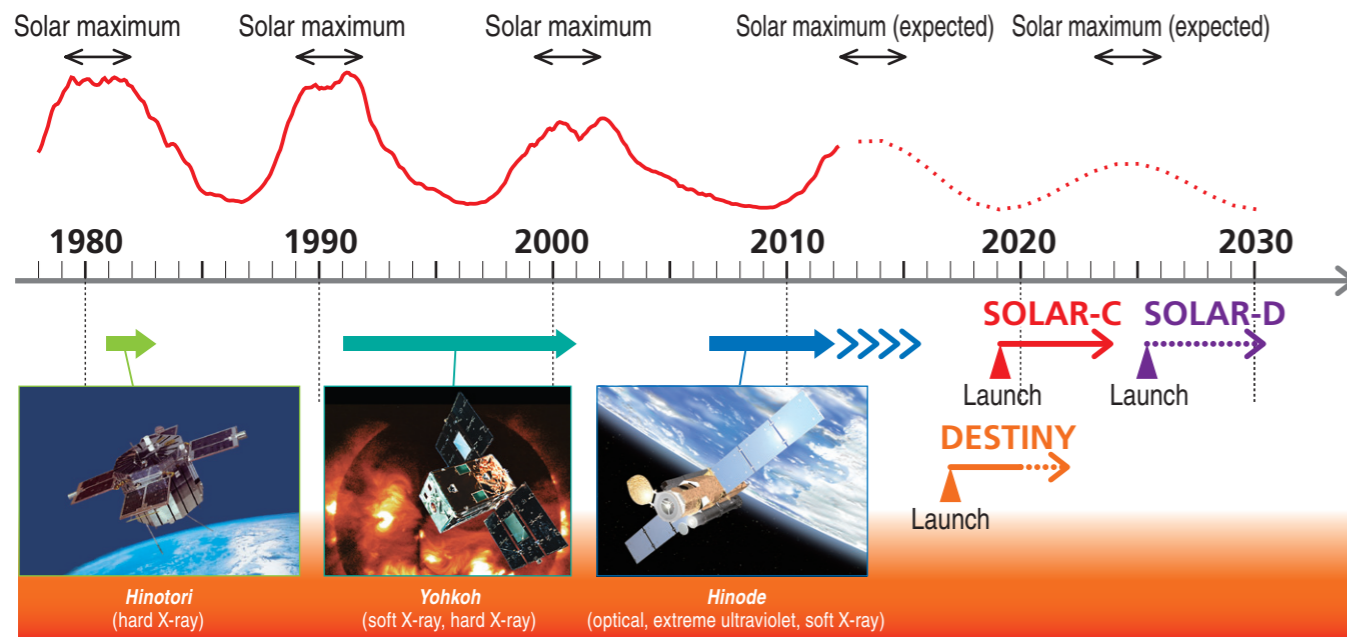 Solar maximum
Solar maximum
Solar maximum
Solar maximum (expected)
Solar maximum (expected)
1980
1990
2000
2010
2020
2030
SOLAR-C
SOLAR-D
Launch
Launch
DESTINY
Launch
Hinotori
(hard X-ray)
Yohkoh
(soft X-ray, hard X-ray)
Hinode
(optical, extreme ultraviolet, soft X-ray)